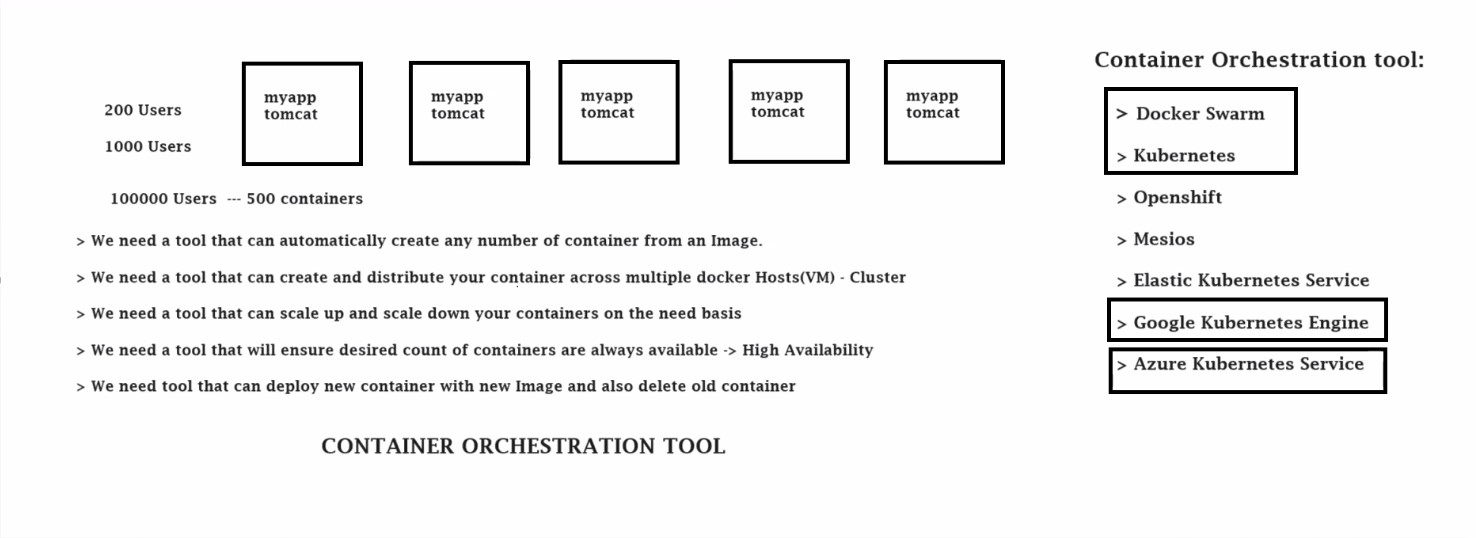 200 Users
1000 Users
myapp
tomcat
myapp
tomcat
myapp
tomcat
myapp
tomcat
myapp
tomcat
100000 Users --- 500 containers
> We need a tool that can automatically create any number of container from an Image.
> We need a tool that can create and distribute your container across multiple docker Hosts(VM) - Cluster
> We need a tool that can scale up and scale down your containers on the need basis
> We need a tool that will ensure desired count of containers are always available -> High Availability
> We need tool that can deploy new container with new Image and also delete old container
CONTAINER ORCHESTRATION TOOL
Container Orchestration tool:
> Docker Swarm
> Kubernetes
> Openshift
> Mesios
> Elastic Kubernetes Service
> Google Kubernetes Engine
> Azure Kubernetes Service